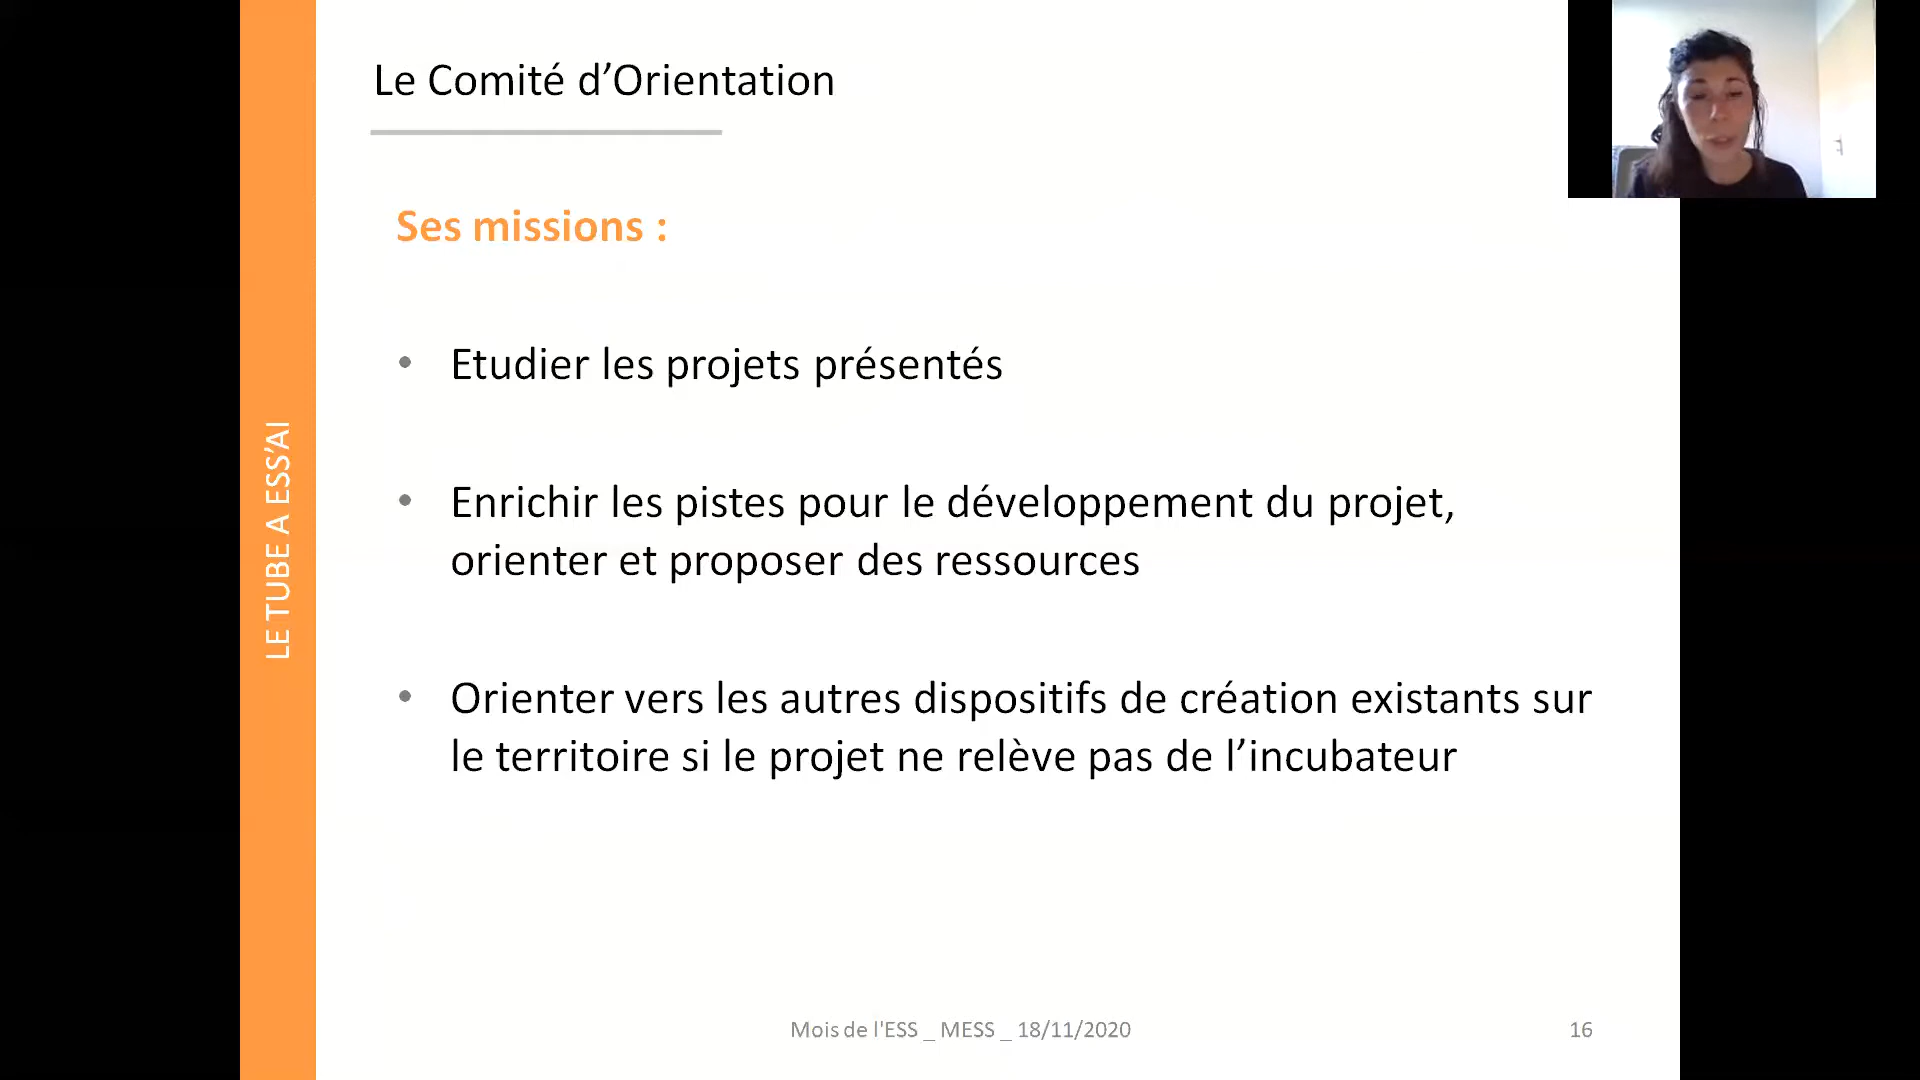 Le Comité d’Orientation
Ses missions :
• Etudier les projets présentés
• Enrichir les pistes pour le développement du projet,
orienter et proposer des ressources
• Orienter vers les autres dispositifs de création existants sur
le territoire si le projet ne relève pas de l’incubateur
LE TUBE A ESS’AI
Mois de l'ESS _ MESS _ 18/11/2020
16